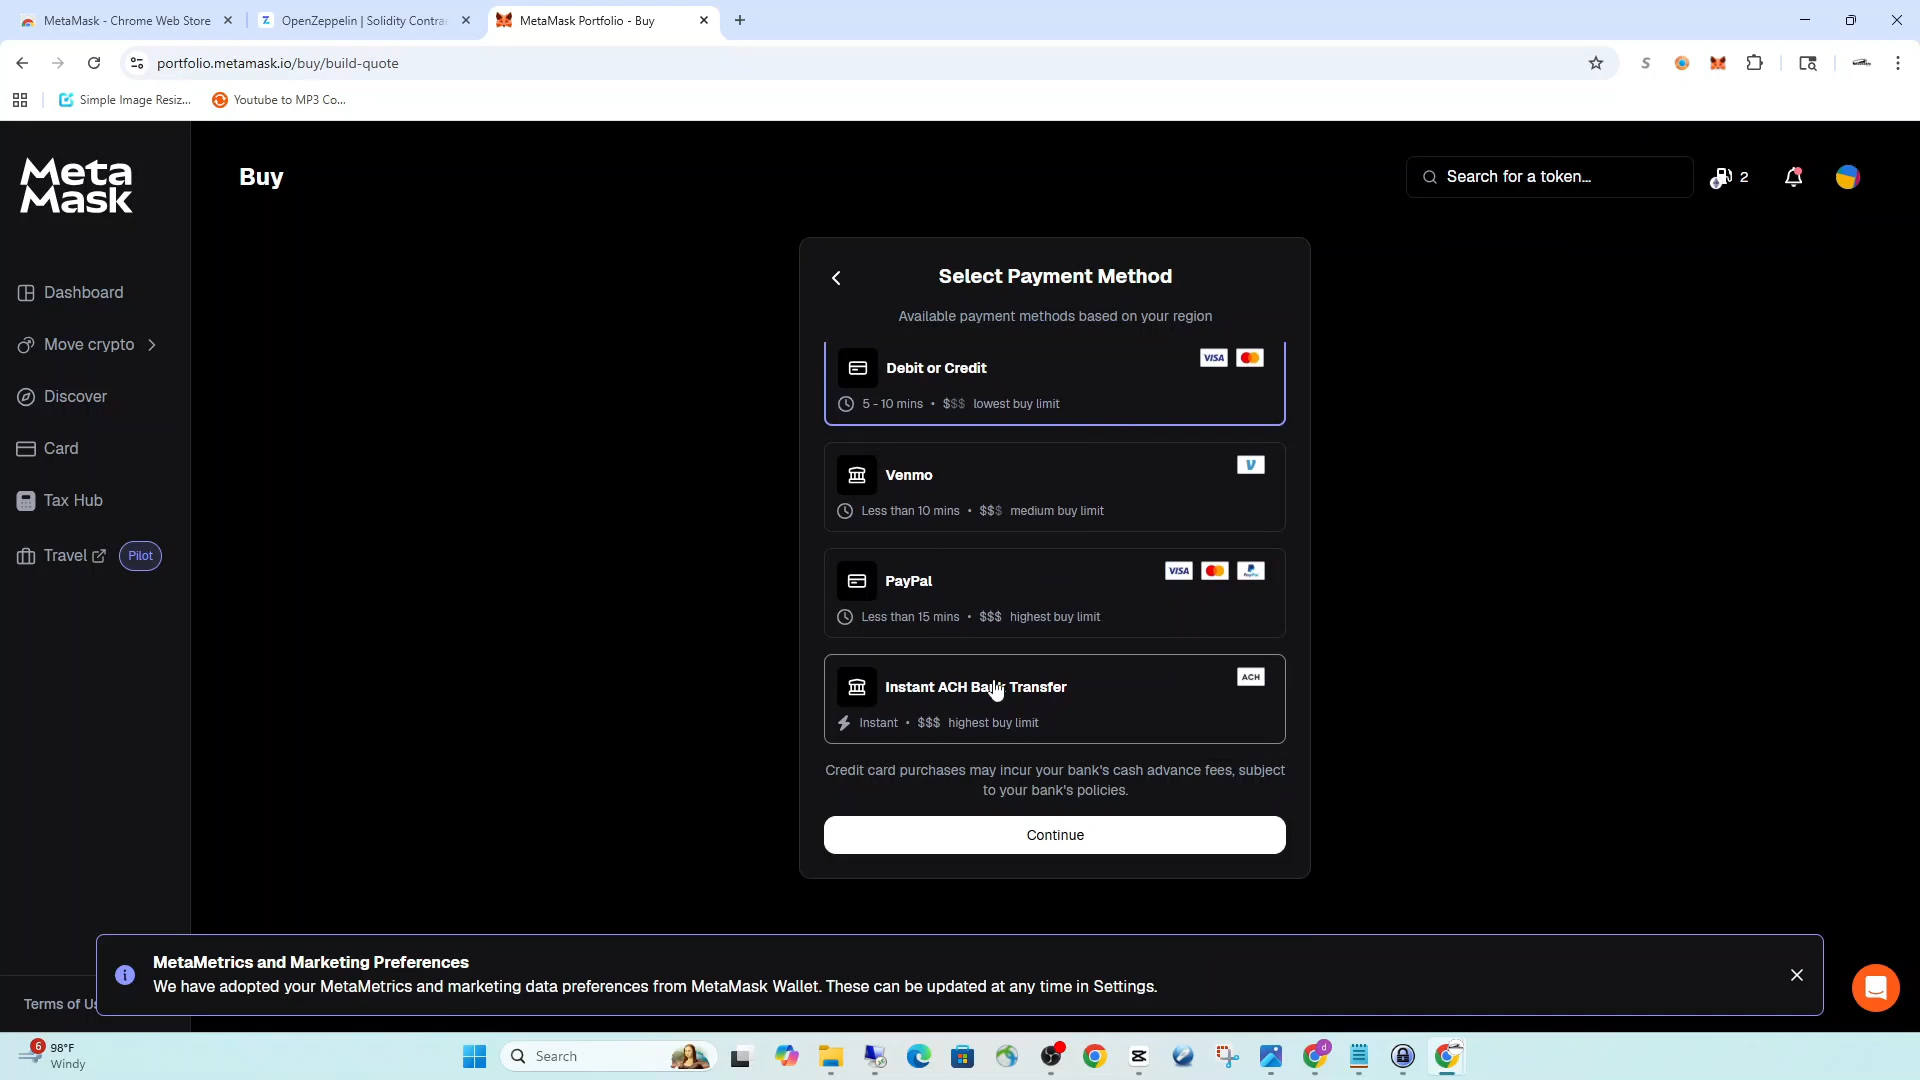 MetaMask - Chrome Web Store
OpenZeppelin | Solidity Contra
MetaMask Portfolio - Buy
portfolio.metamask.io/buy/build-quote
Simple Image Resiz...
Youtube to MP3 Co...
Meta
Mask
Buy
Search for a token...
2
Dashboard
Move crypto
Discover
Card
Tax Hub
Travel
Pilot
Select Payment Method
Available payment methods based on your region
Debit or Credit
VISA
5 - 10 mins • $$$ lowest buy limit
Venmo
V
Less than 10 mins • $$$ medium buy limit
PayPal
VISA
PayPal
Less than 15 mins • $$$ highest buy limit
Instant ACH Bank Transfer
ACH
Instant • $$$ highest buy limit
Credit card purchases may incur your bank's cash advance fees, subject
to your bank's policies.
Continue
MetaMetrics and Marketing Preferences
We have adopted your MetaMetrics and marketing data preferences from MetaMask Wallet. These can be updated at any time in Settings.
Terms of Us
6
98°F
Windy
Search